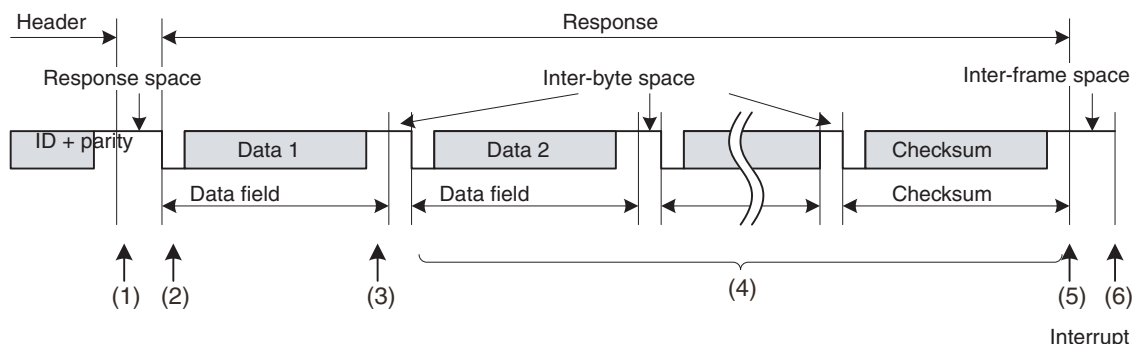 Header
Response
Response space
Inter-byte space
Inter-frame space
ID + parity
Data 1
Data 2
Checksum
Data field
Data field
Checksum
(1)
(2)
(3)
(4)
(5)
(6)
Interrupt